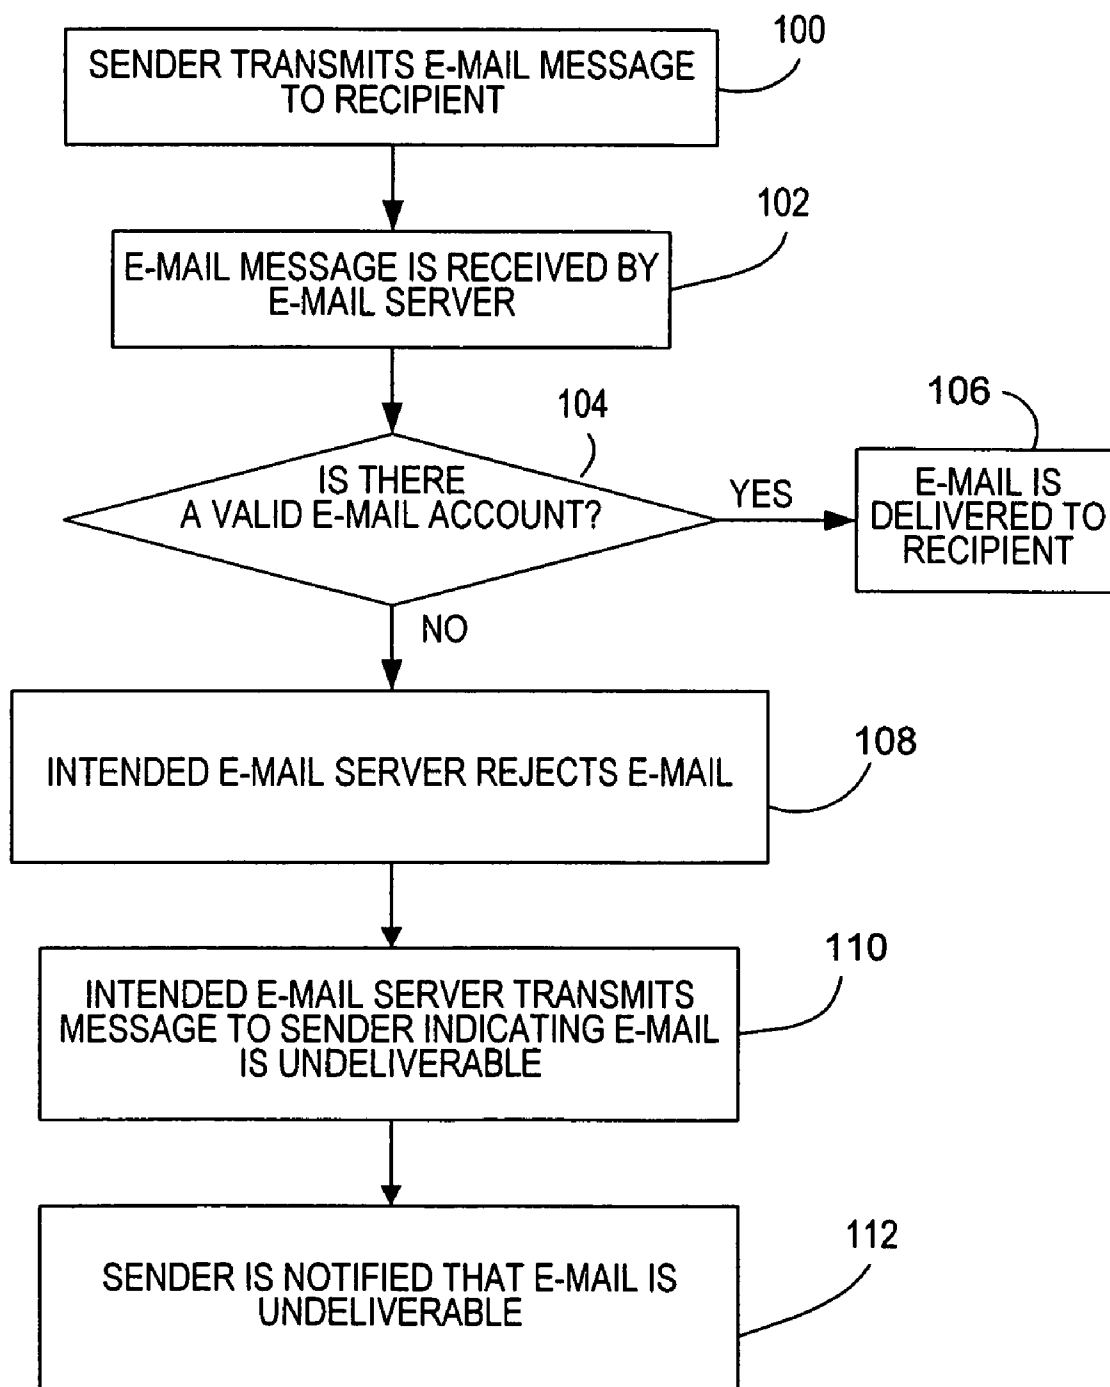 100
SENDER TRANSMITS E-MAIL MESSAGE
TO RECIPIENT
102
E-MAIL MESSAGE IS RECEIVED BY
E-MAIL SERVER
104
IS THERE
A VALID E-MAIL ACCOUNT?
YES
106
E-MAIL IS
DELIVERED TO
RECIPIENT
NO
108
INTENDED E-MAIL SERVER REJECTS E-MAIL
110
INTENDED E-MAIL SERVER TRANSMITS
MESSAGE TO SENDER INDICATING E-MAIL
IS UNDELIVERABLE
112
SENDER IS NOTIFIED THAT E-MAIL IS
UNDELIVERABLE